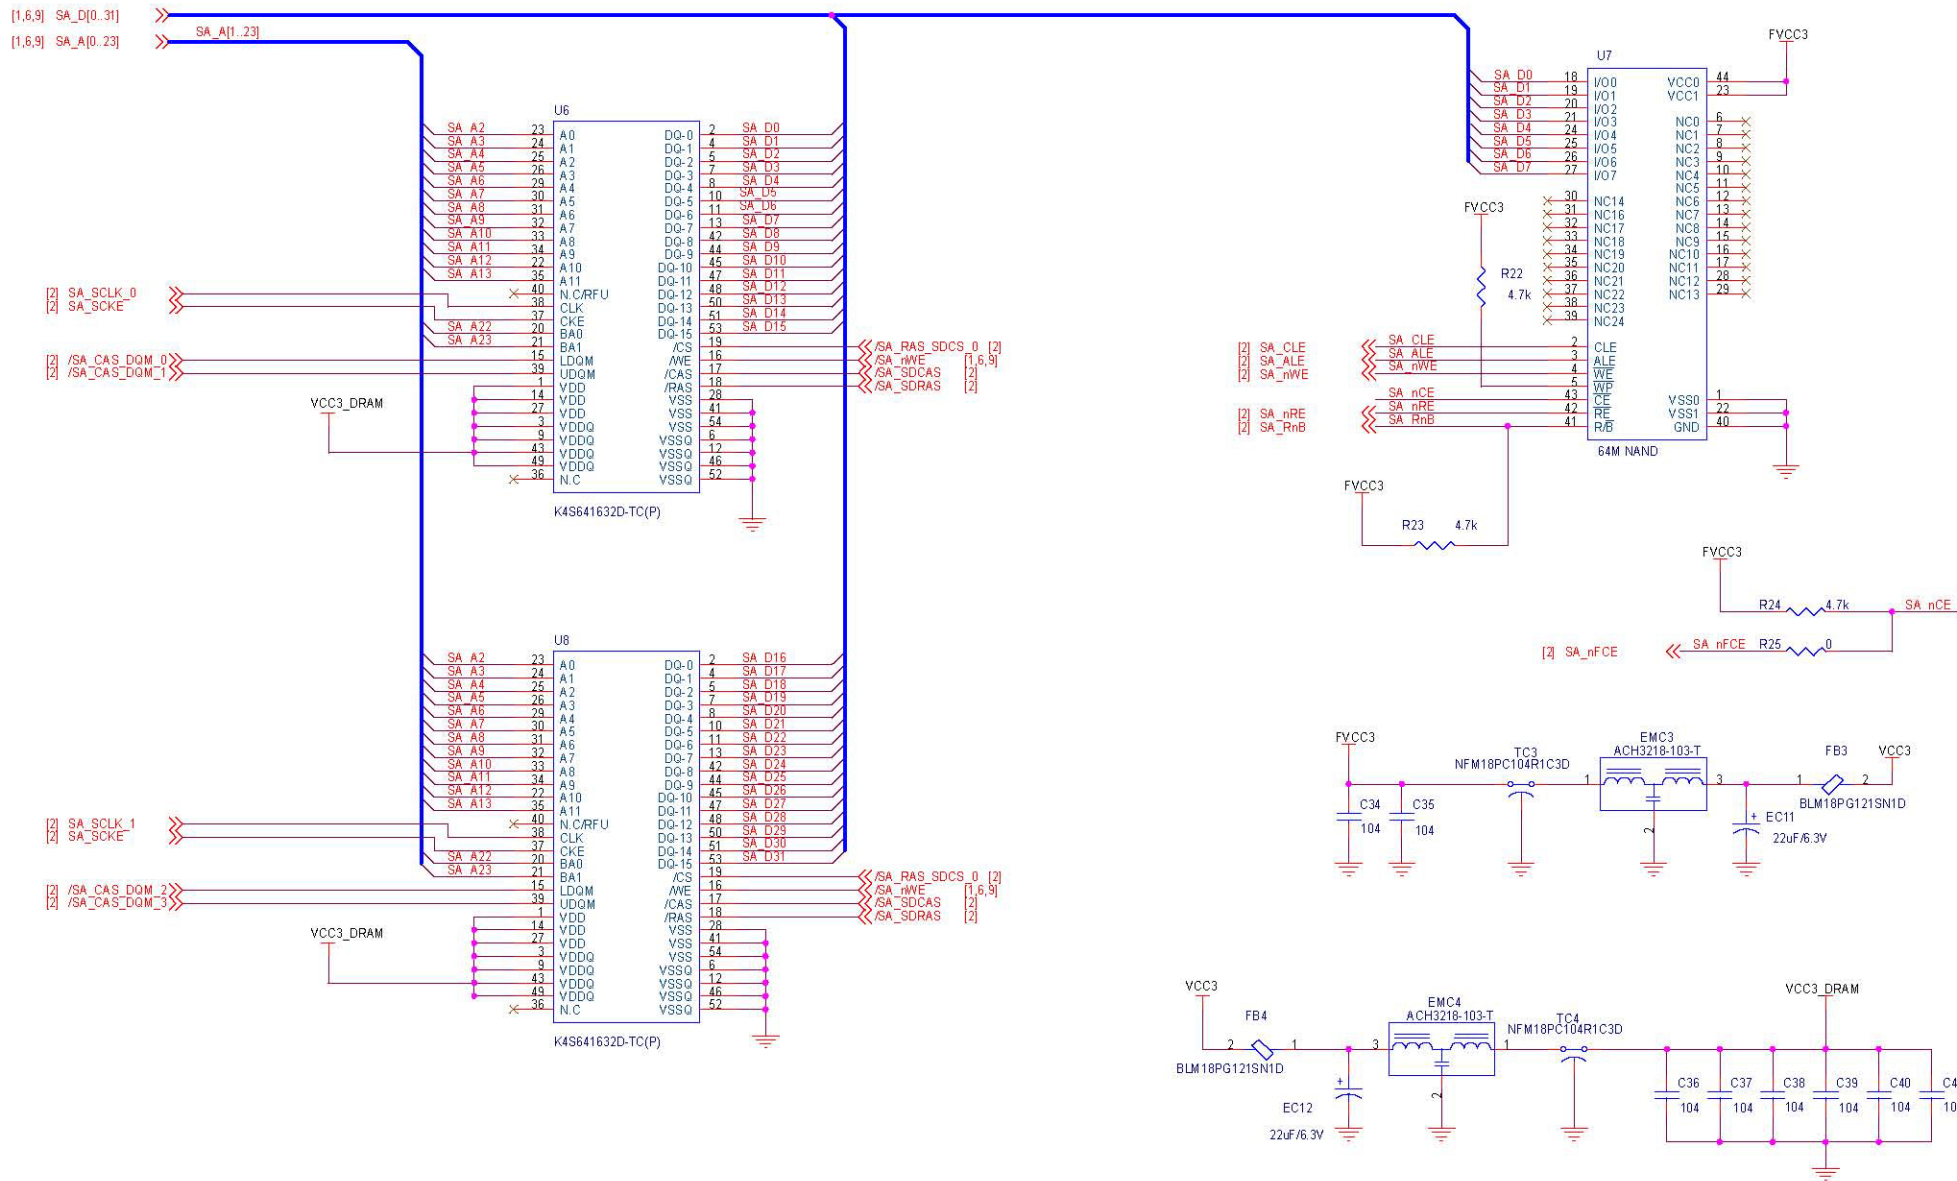 [1,6,9] SA_D[0..31]
[1,6,9] SA_A[0..23]
SA_A[1..23]
U6
SA_A2 23 A0 DQ-0 2 SA_D0
SA_A3 24 A1 DQ-1 4 SA_D1
SA_A4 25 A2 DQ-2 5 SA_D2
SA_A5 26 A3 DQ-3 7 SA_D3
SA_A6 29 A4 DQ-4 8 SA_D4
SA_A7 30 A5 DQ-5 10 SA_D5
SA_A8 31 A6 DQ-6 11 SA_D6
SA_A9 32 A7 DQ-7 13 SA_D7
SA_A10 33 A8 DQ-8 42 SA_D8
SA_A11 34 A9 DQ-9 44 SA_D9
SA_A12 22 A10 DQ-10 45 SA_D10
SA_A13 35 A11 DQ-11 47 SA_D11
[2] SA_SCLK_0 40 N.C/RFU DQ-12 48 SA_D12
[2] SA_SCKE 38 CLK DQ-13 50 SA_D13
37 CKE DQ-14 51 SA_D14
SA_A22 20 BA0 DQ-15 53 SA_D15
SA_A23 21 BA1 /CS 19 /SA_RAS_SDCS_0 [2]
[2] /SA_CAS_DQM_0 15 LDQM /WE 16 /SA_nWE [1,6,9]
[2] /SA_CAS_DQM_1 39 UDQM /CAS 17 /SA_SDCAS [2]
1 VDD /RAS 18 /SA_SDRAS [2]
VCC3_DRAM
14 VDD VSS 28
27 VDD VSS 41
3 VDDQ VSS 54
9 VDDQ VSSQ 6
43 VDDQ VSSQ 12
49 VDDQ VSSQ 46
36 N.C VSSQ 52
K4S641632D-TC(P)
U8
SA_A2 23 A0 DQ-0 2 SA_D16
SA_A3 24 A1 DQ-1 4 SA_D17
SA_A4 25 A2 DQ-2 5 SA_D18
SA_A5 26 A3 DQ-3 7 SA_D19
SA_A6 29 A4 DQ-4 8 SA_D20
SA_A7 30 A5 DQ-5 10 SA_D21
SA_A8 31 A6 DQ-6 11 SA_D22
SA_A9 32 A7 DQ-7 13 SA_D23
SA_A10 33 A8 DQ-8 42 SA_D24
SA_A11 34 A9 DQ-9 44 SA_D25
SA_A12 22 A10 DQ-10 45 SA_D26
SA_A13 35 A11 DQ-11 47 SA_D27
[2] SA_SCLK_1 40 N.C/RFU DQ-12 48 SA_D28
[2] SA_SCKE 38 CLK DQ-13 50 SA_D29
37 CKE DQ-14 51 SA_D30
SA_A22 20 BA0 DQ-15 53 SA_D31
SA_A23 21 BA1 /CS 19 /SA_RAS_SDCS_0 [2]
[2] /SA_CAS_DQM_2 15 LDQM /WE 16 /SA_nWE [1,6,9]
[2] /SA_CAS_DQM_3 39 UDQM /CAS 17 /SA_SDCAS [2]
1 VDD /RAS 18 /SA_SDRAS [2]
VCC3_DRAM
14 VDD VSS 28
27 VDD VSS 41
3 VDDQ VSS 54
9 VDDQ VSSQ 6
43 VDDQ VSSQ 12
49 VDDQ VSSQ 46
36 N.C VSSQ 52
K4S641632D-TC(P)
FVCC3
U7
SA_D0 18 I/O0 VCC0 44
SA_D1 19 I/O1 VCC1 23
SA_D2 20 I/O2
SA_D3 21 I/O3 NC0 6
SA_D4 24 I/O4 NC1 7
SA_D5 25 I/O5 NC2 8
SA_D6 26 I/O6 NC3 9
SA_D7 27 I/O7 NC4 10
NC5 11
30 NC14 NC6 12
31 NC16 NC7 13
32 NC17 NC8 14
33 NC18 NC9 15
34 NC19 NC10 16
35 NC20 NC11 17
36 NC21 NC12 28
37 NC22 NC13 29
38 NC23
39 NC24
FVCC3
R22
4.7k
[2] SA_CLE SA_CLE 2 CLE
[2] SA_ALE SA_ALE 3 ALE
[2] SA_nWE SA_nWE 4 WE
5 WP
SA_nCE 43 CE VSS0 1
[2] SA_nRE SA_nRE 42 RE VSS1 22
[2] SA_RnB SA_RnB 41 R/B GND 40
64M NAND
FVCC3
R23 4.7k
FVCC3
R24 4.7k SA_nCE
[2] SA_nFCE SA_nFCE R25 0
FVCC3
TC3
NFM18PC104R1C3D
EMC3
ACH3218-103-T
FB3
VCC3
1 3 1 2
BLM18PG121SN1D
C34
104
C35
104
2
EC11
+
22uF/6.3V
VCC3
FB4
2 1
BLM18PG121SN1D
EMC4
ACH3218-103-T
3 1
TC4
NFM18PC104R1C3D
VCC3_DRAM
+
EC12
22uF/6.3V
2
C36 C37 C38 C39 C40 C4
104 104 104 104 104 10